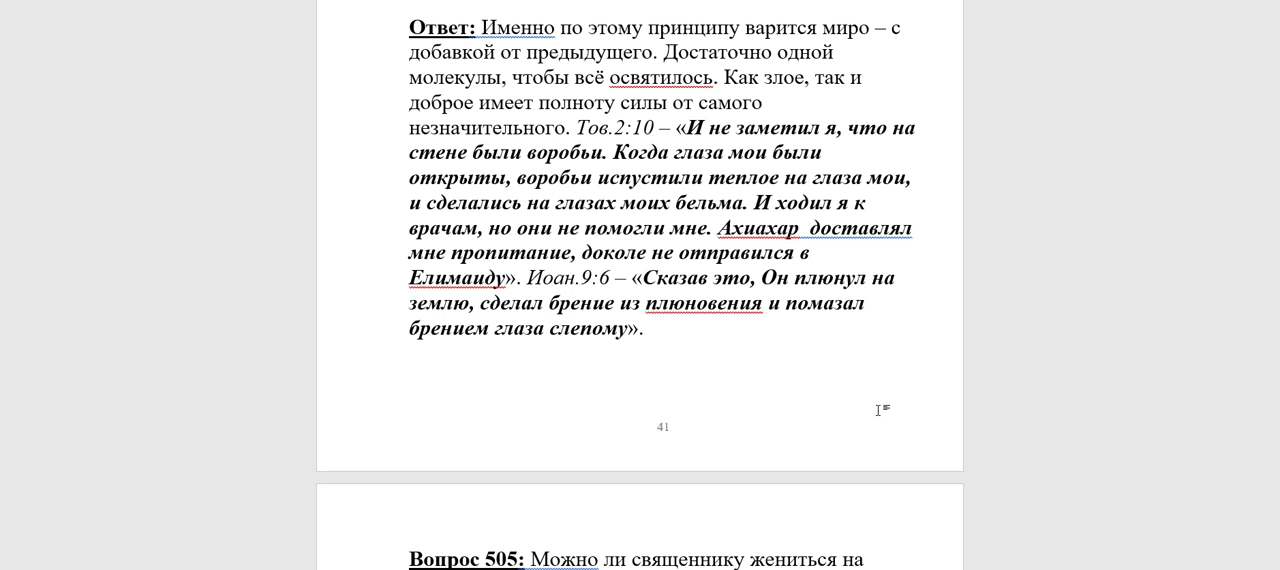 Ответ: Именно по этому принципу варится миро – с
добавкой от предыдущего. Достаточно одной
молекулы, чтобы всё освятилось. Как злое, так и
доброе имеет полноту силы от самого
незначительного. Тов.2:10 – «И не заметил я, что на
стене были воробьи. Когда глаза мои были
открыты, воробьи испустили теплое на глаза мои,
и сделались на глазах моих бельма. И ходил я к
врачам, но они не помогли мне. Ахиахар  доставлял
мне пропитание, доколе не отправился в
Елимаиду». Иоан.9:6 – «Сказав это, Он плюнул на
землю, сделал брение из плюновения и помазал
брением глаза слепому».
41
Вопрос 505: Можно ли священнику жениться на